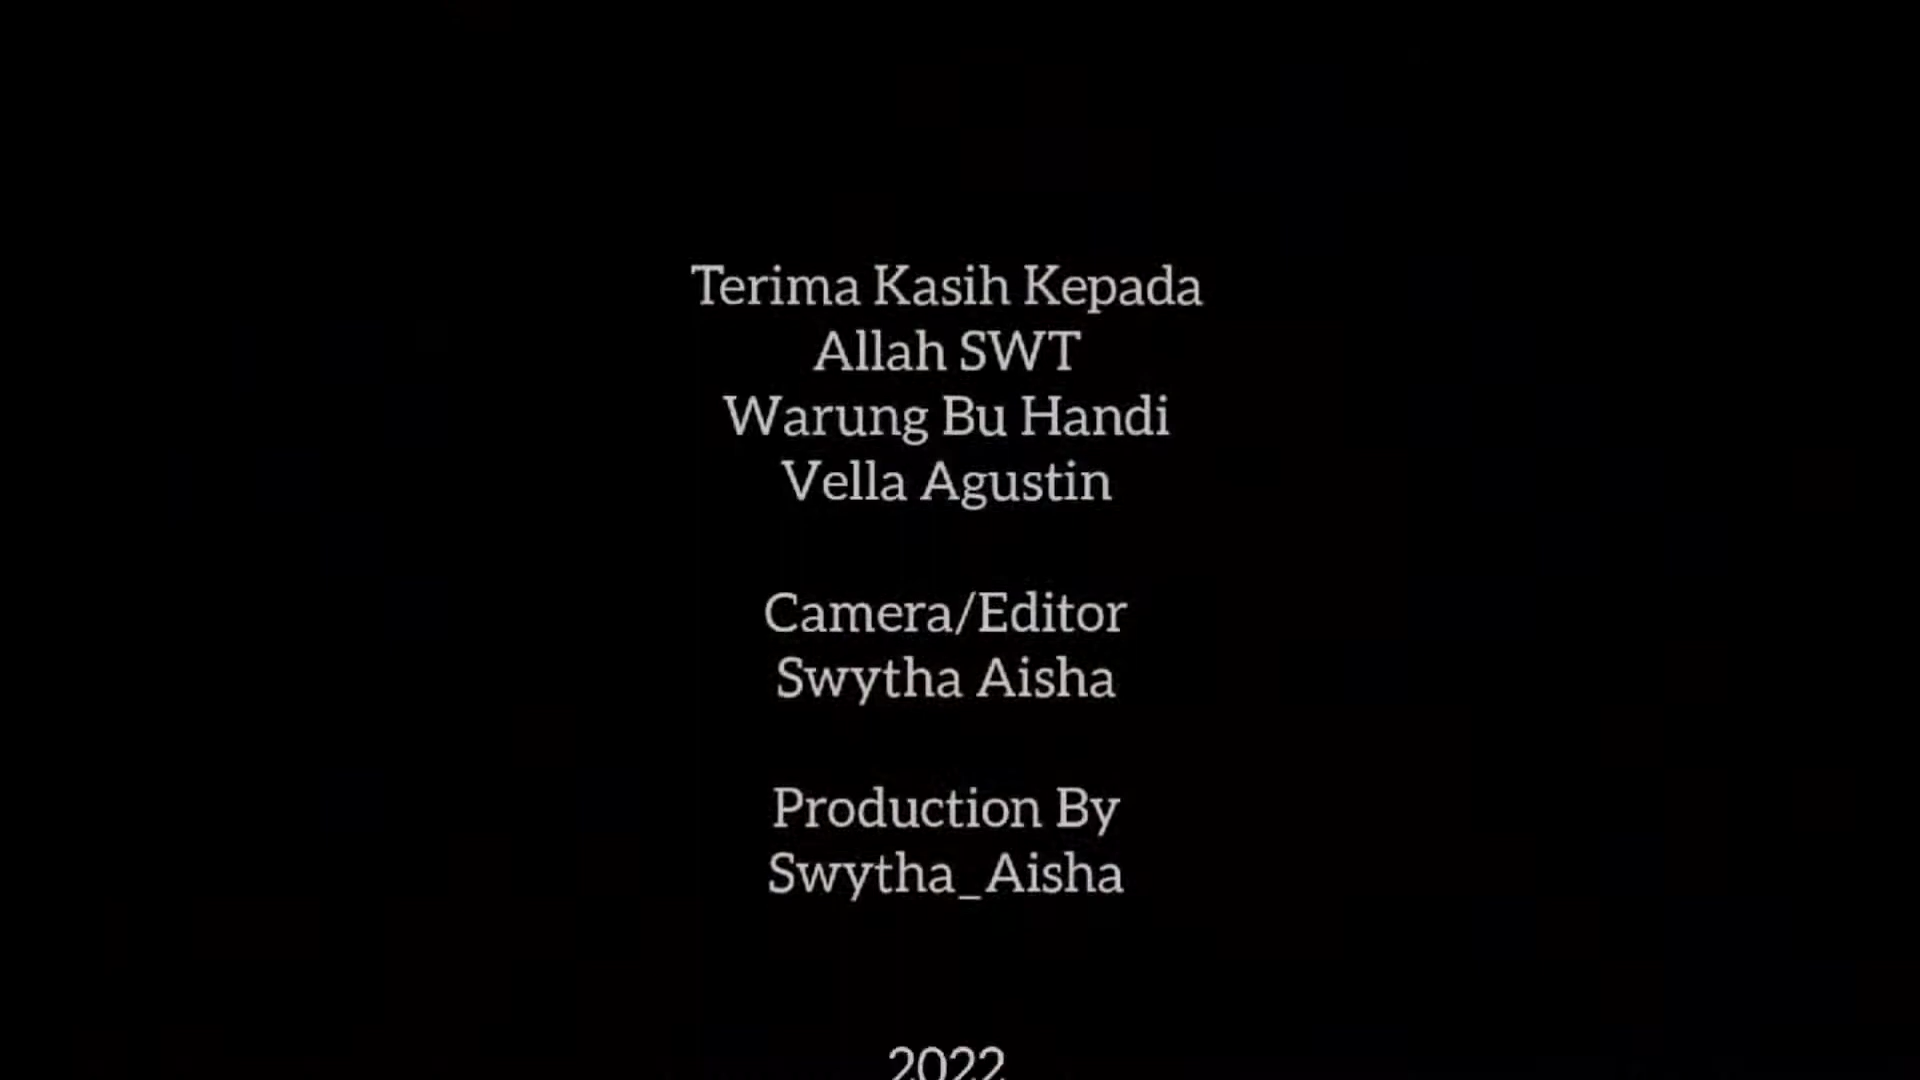 Terima Kasih Kepada
Allah SWT
Warung Bu Handi
Vella Agustin
Camera/Editor
Swytha Aisha
Production By
Swytha_Aisha
2022